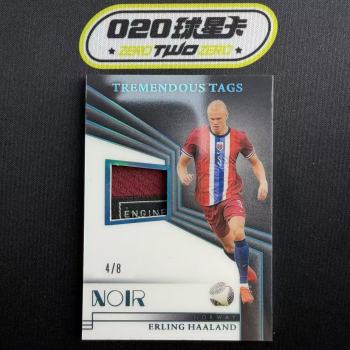 020球星卡
ZERO TWO ZERO
TREMENDOUS TAGS
ENGINE
4/8
NOIR
NORWAY
ERLING HAALAND